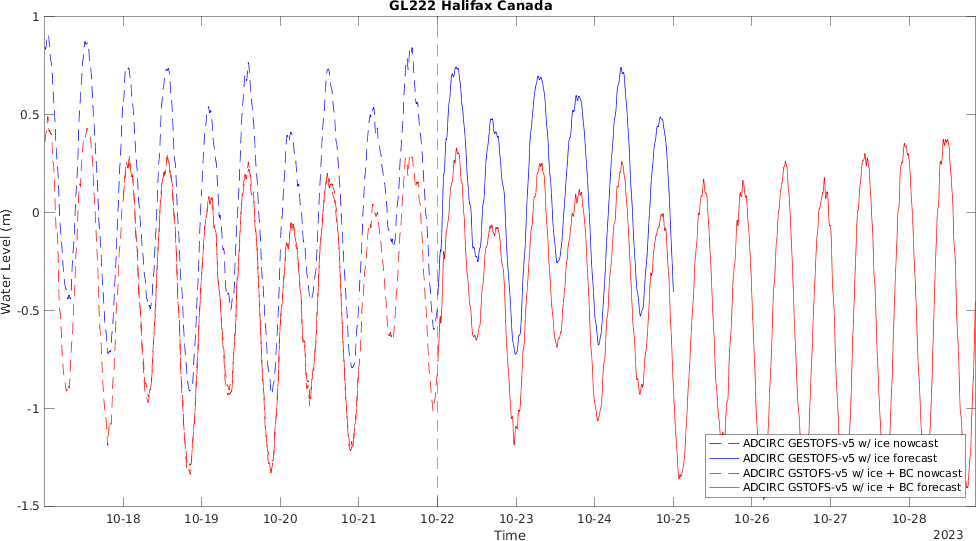 GL222 Halifax Canada
Water Level (m)
1
0.5
0
-0.5
-1
-1.5
ADCIRC GESTOFS-v5 w/ ice nowcast
ADCIRC GESTOFS-v5 w/ ice forecast
ADCIRC GSTOFS-v5 w/ ice + BC nowcast
ADCIRC GSTOFS-v5 w/ ice + BC forecast
10-18 10-19 10-20 10-21 10-22 10-23 10-24 10-25 10-26 10-27 10-28
Time
2023